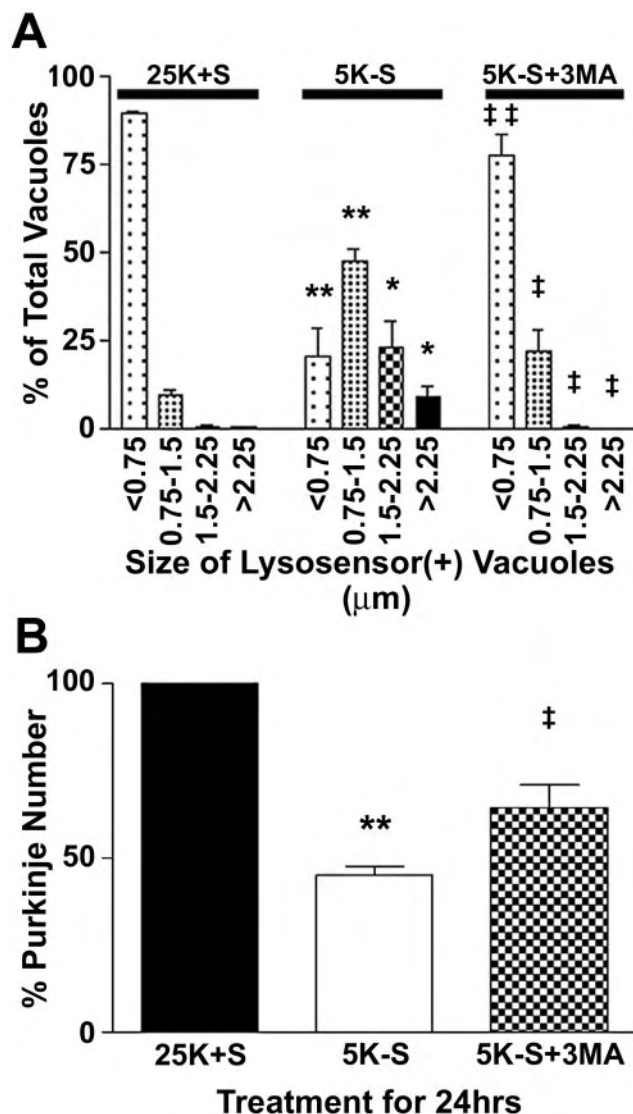 A
25K+S 5K-S 5K-S+3MA
% of Total Vacuoles
100
75
50
25
0
** ** * *
‡‡ ‡ ‡ ‡
<0.75 0.75-1.5 1.5-2.25 >2.25 <0.75 0.75-1.5 1.5-2.25 >2.25 <0.75 0.75-1.5 1.5-2.25 >2.25
Size of Lysosensor(+) Vacuoles
(μm)
B
% Purkinje Number
100
50
0
**
‡
25K+S 5K-S 5K-S+3MA
Treatment for 24hrs